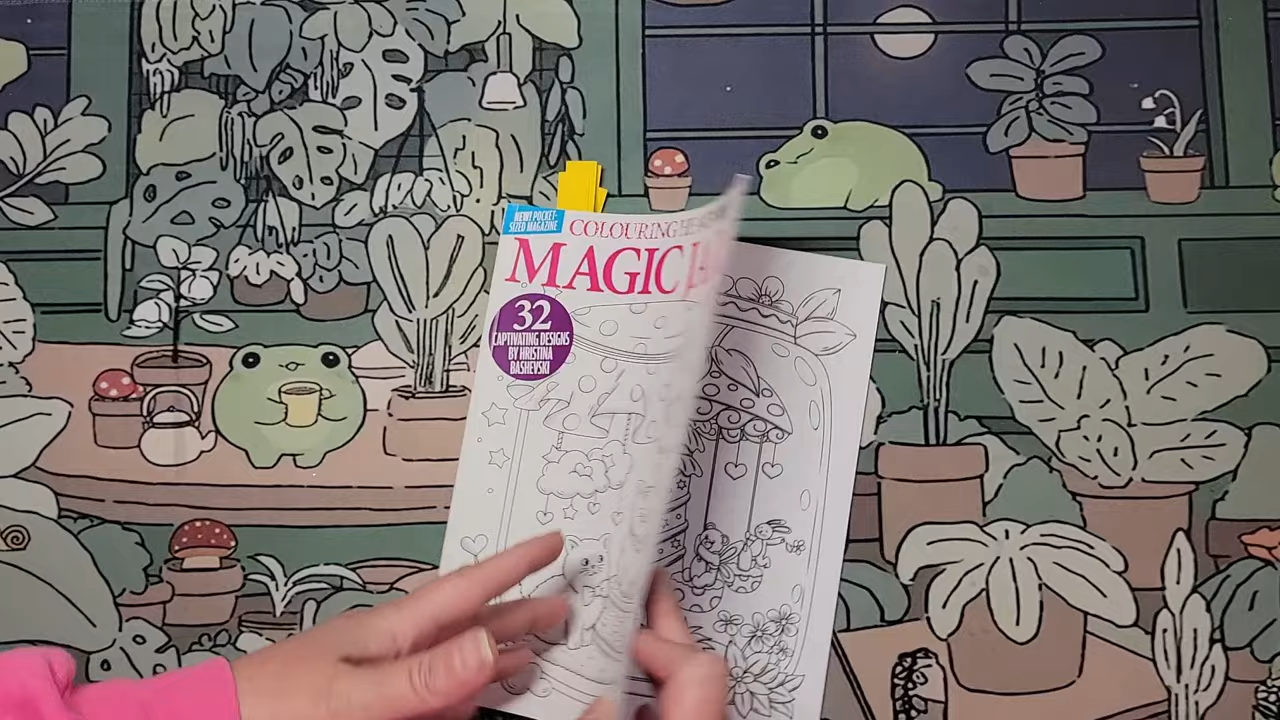 NEW! POCKET-
SIZED MAGAZINE
COLOURING
MAGIC
32
CAPTIVATING DESIGNS
BY HRISTINA
BASHEVSKI